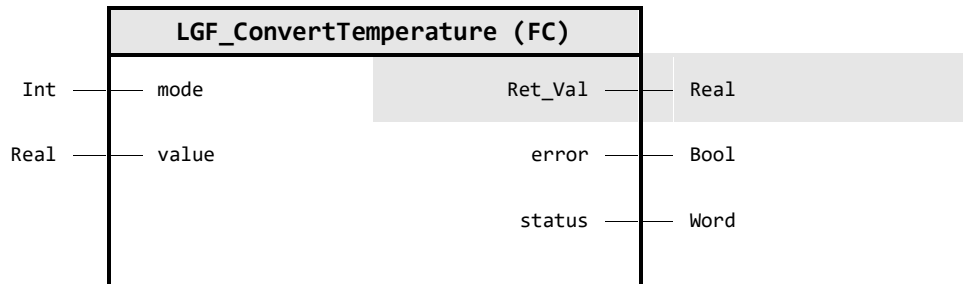 LGF_ConvertTemperature (FC)
Int mode Ret_Val Real
Real value error Bool
status Word